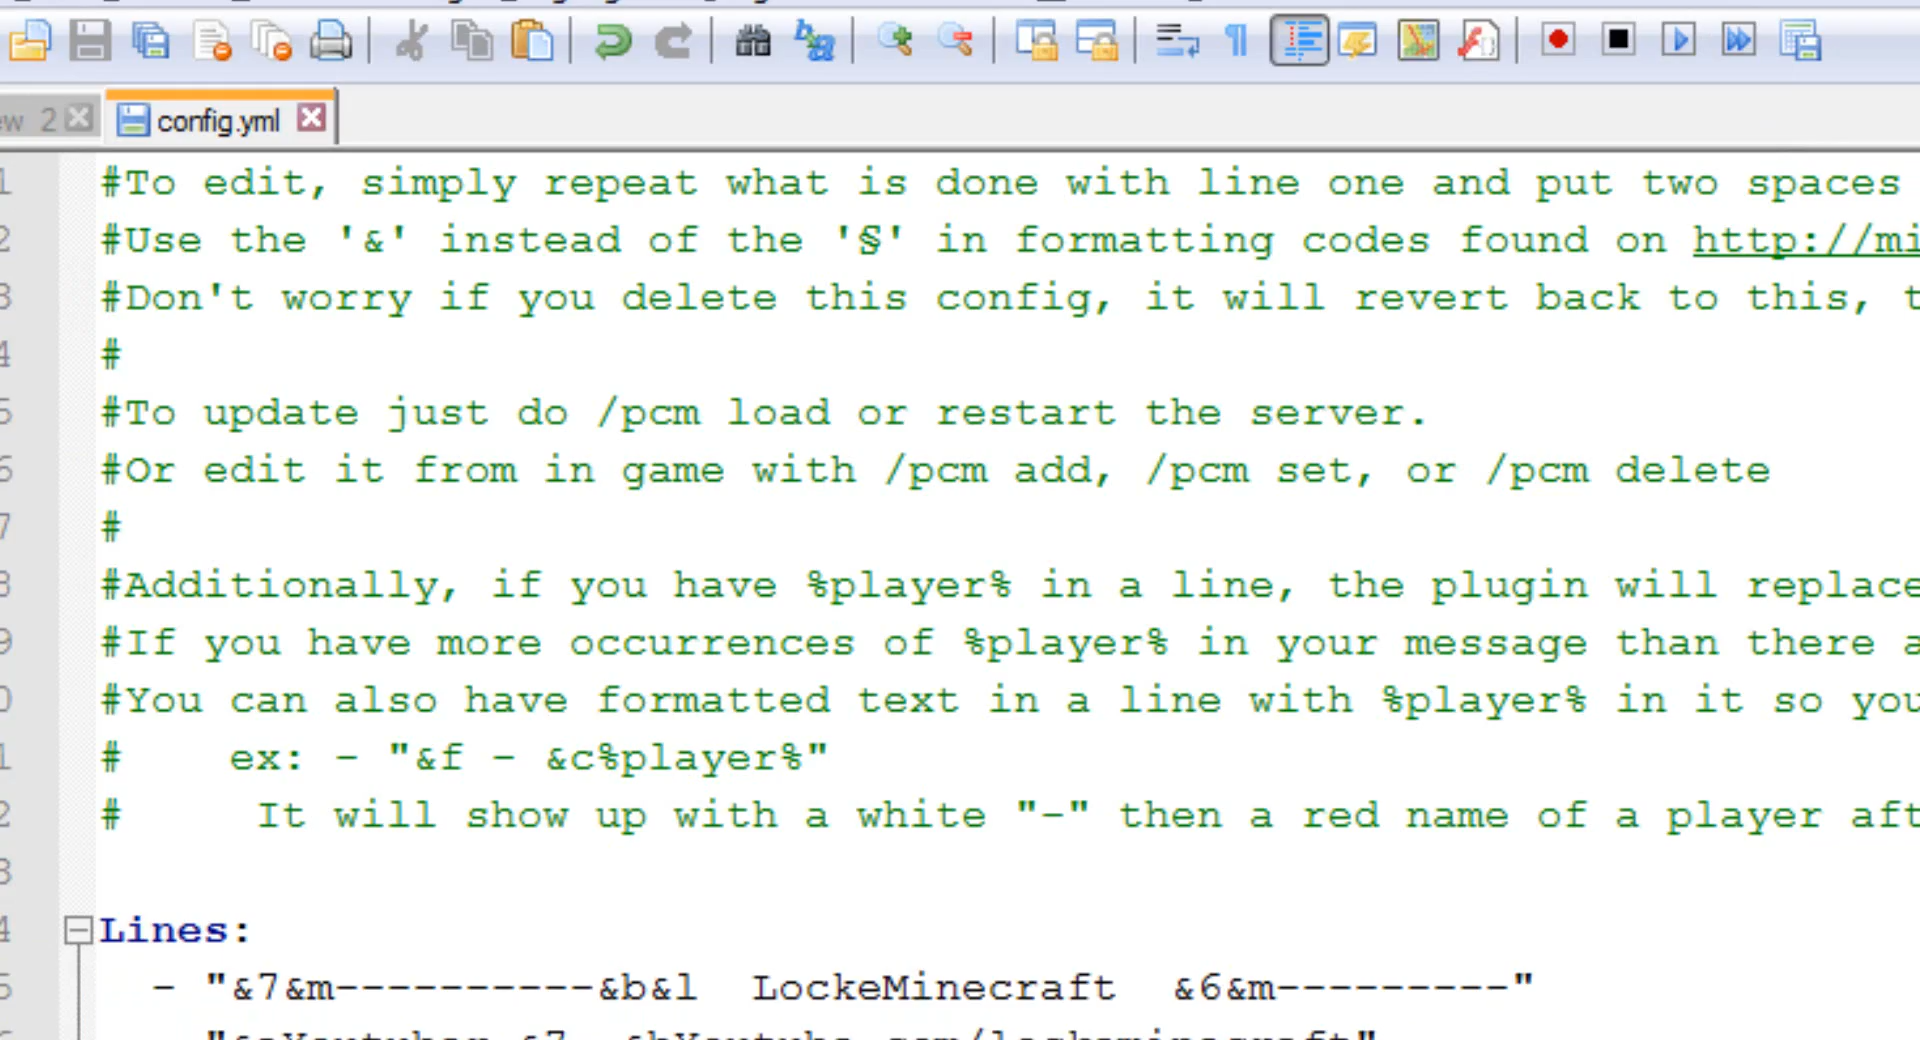 2 config.yml
#To edit, simply repeat what is done with line one and put two spaces
#Use the '&' instead of the '§' in formatting codes found on http://mi
#Don't worry if you delete this config, it will revert back to this, t
#
#To update just do /pcm load or restart the server.
#Or edit it from in game with /pcm add, /pcm set, or /pcm delete
#
#Additionally, if you have %player% in a line, the plugin will replace
#If you have more occurrences of %player% in your message than there a
#You can also have formatted text in a line with %player% in it so you
# ex: - "&f - &c%player%"
# It will show up with a white "-" then a red name of a player aft
Lines:
- "&7&m----------&b&l  LockeMinecraft  &6&m---------"